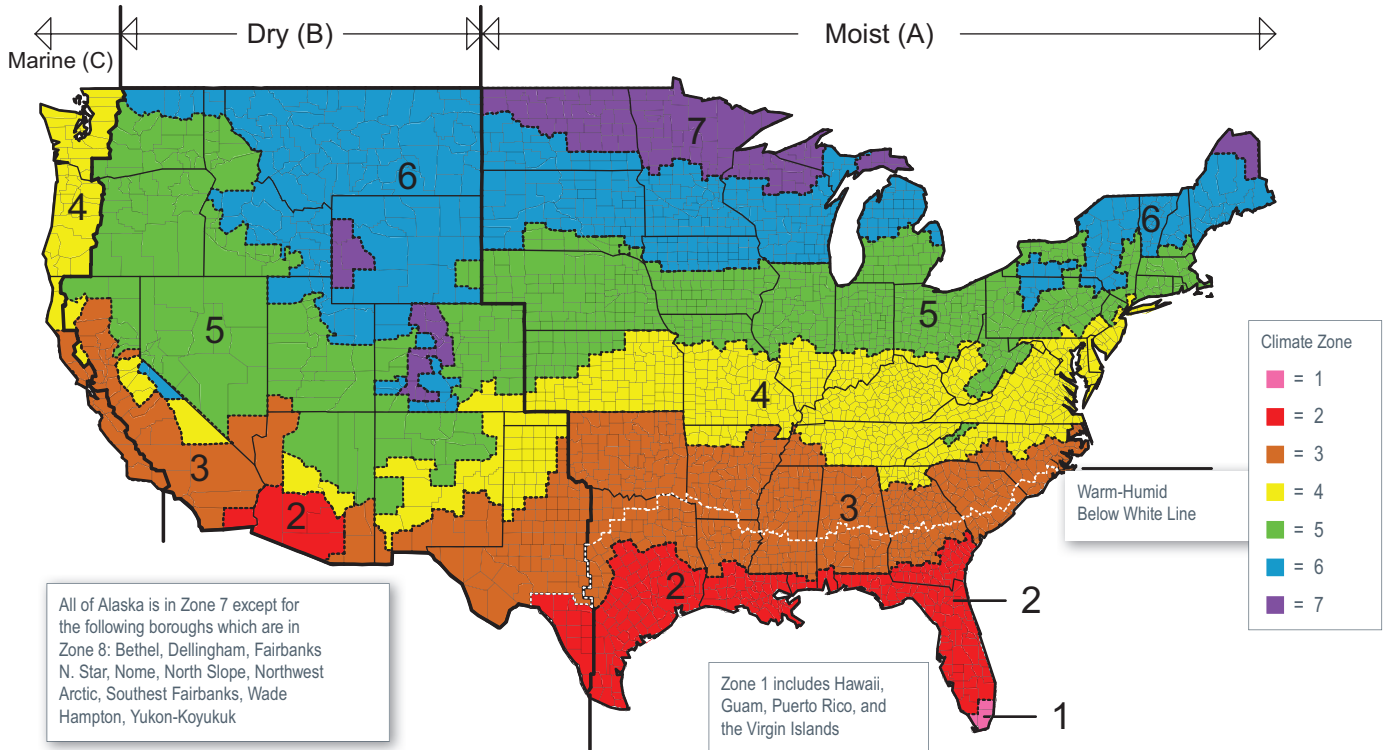 Marine (C)
Dry (B)
Moist (A)
7
6
4
6
5
5
4
3
3
2
2
2
1
Climate Zone
= 1
= 2
= 3
= 4
= 5
= 6
= 7
Warm-Humid
Below White Line
All of Alaska is in Zone 7 except for
the following boroughs which are in
Zone 8: Bethel, Dellingham, Fairbanks
N. Star, Nome, North Slope, Northwest
Arctic, Southest Fairbanks, Wade
Hampton, Yukon-Koyukuk
Zone 1 includes Hawaii,
Guam, Puerto Rico, and
the Virgin Islands